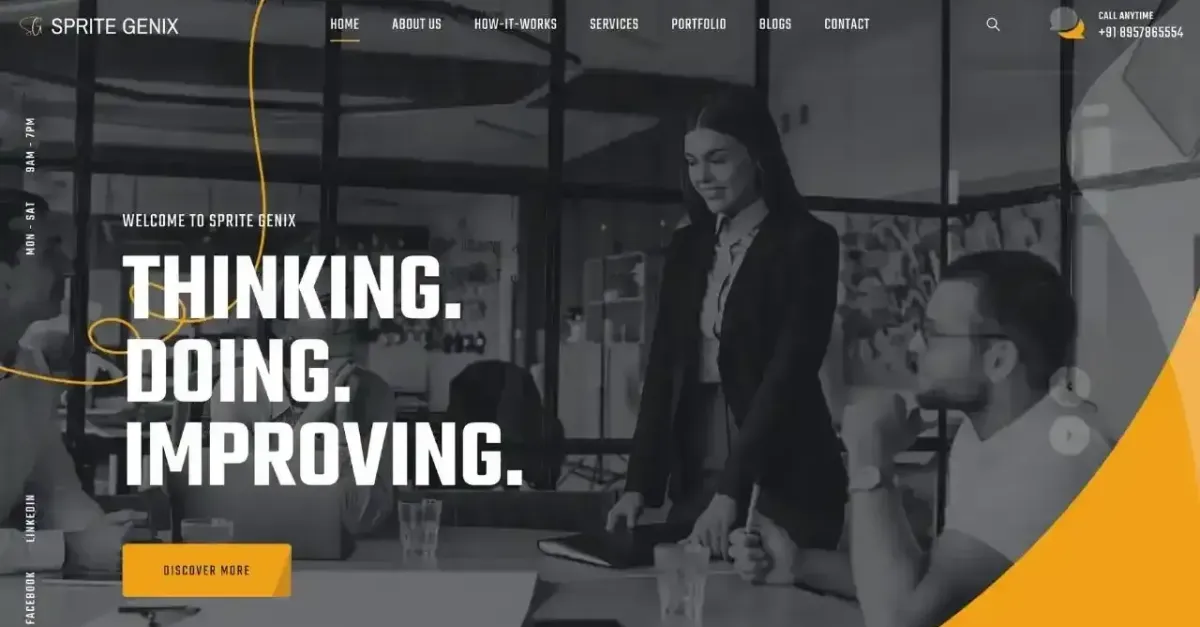 SG SPRITE GENIX
HOME ABOUT US HOW-IT-WORKS SERVICES PORTFOLIO BLOGS CONTACT
CALL ANYTIME
+91 8957865554
MON - SAT 9AM - 7PM
WELCOME TO SPRITE GENIX
THINKING.
DOING.
IMPROVING.
DISCOVER MORE
FACEBOOK LINKEDIN